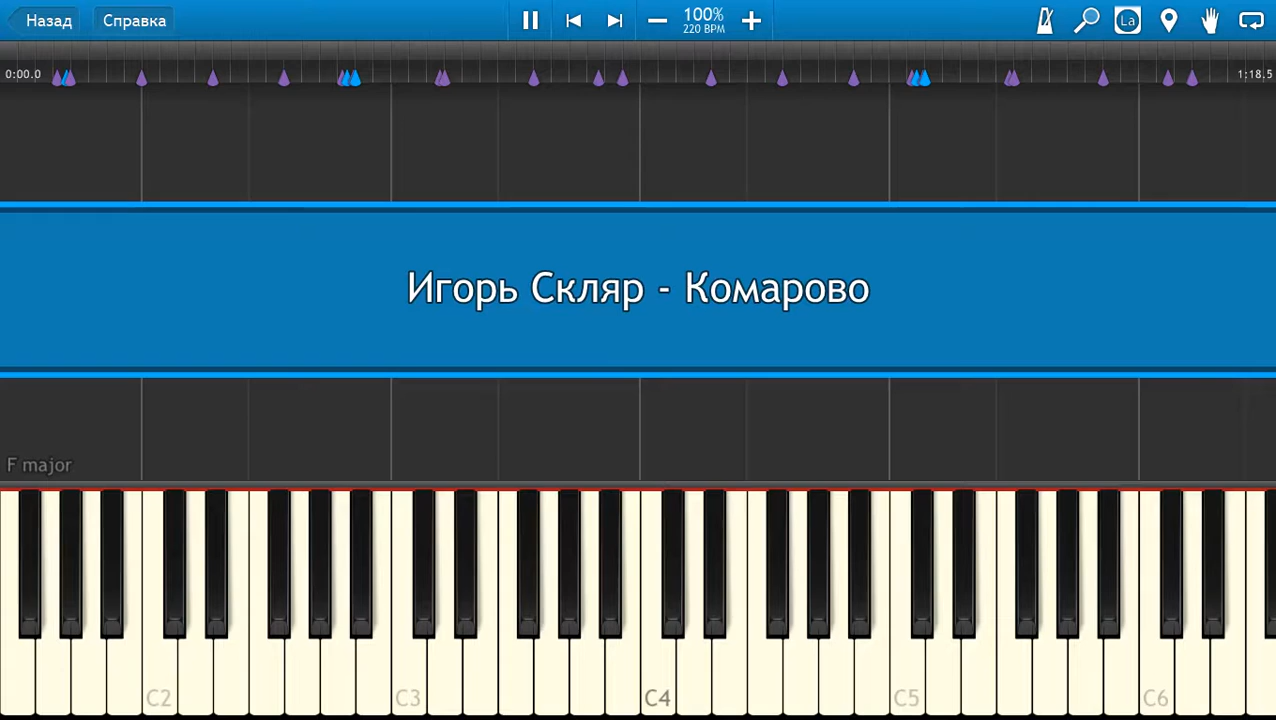 Назад
Справка
100%
220 BPM
La
0:00.0
1:18.5
Игорь Скляр - Комарово
F major
C2
C3
C4
C5
C6